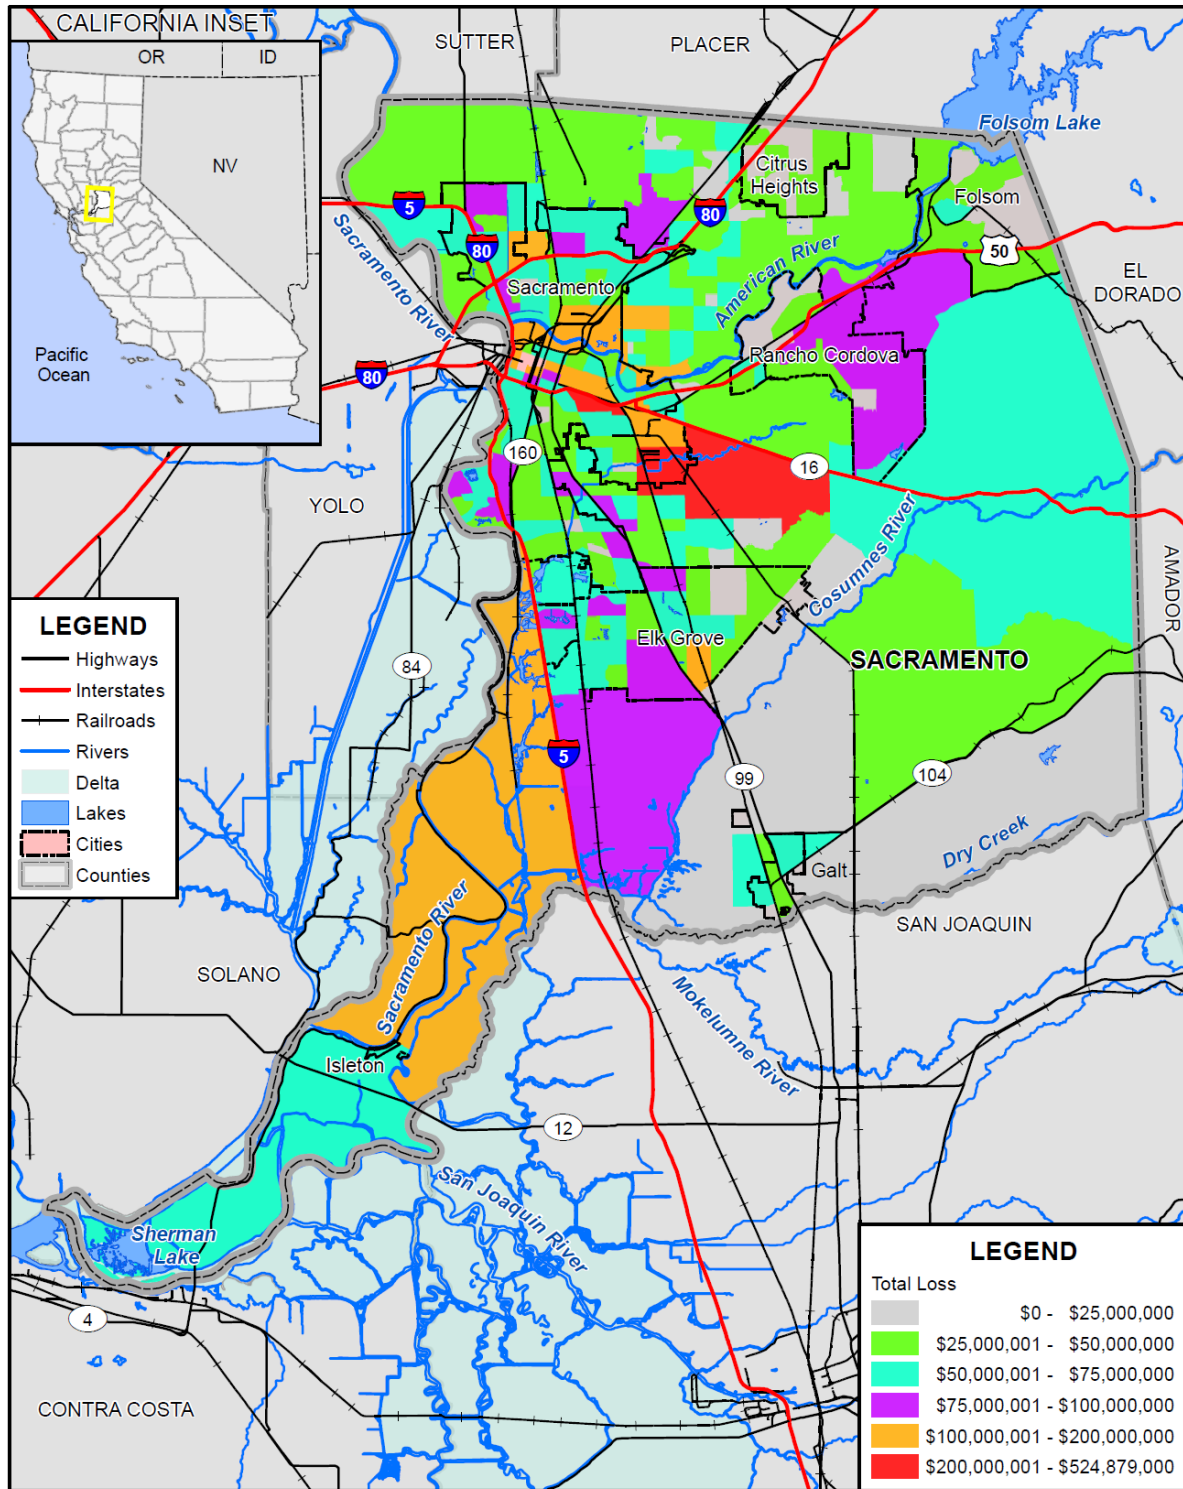 CALIFORNIA INSET
OR
ID
NV
Pacific
Ocean
SUTTER
PLACER
Folsom Lake
Citrus
Heights
Folsom
5
80
80
50
Sacramento River
American River
Sacramento
EL
DORADO
Rancho Cordova
80
160
16
YOLO
Cosumnes River
AMADOR
LEGEND
Highways
Interstates
Railroads
Rivers
Delta
Lakes
Cities
Counties
84
Elk Grove
SACRAMENTO
5
99
104
Dry Creek
Galt
SAN JOAQUIN
SOLANO
Sacramento River
Mokelumne River
Isleton
12
San Joaquin River
Sherman
Lake
4
CONTRA COSTA
LEGEND
Total Loss
$0 - $25,000,000
$25,000,001 - $50,000,000
$50,000,001 - $75,000,000
$75,000,001 - $100,000,000
$100,000,001 - $200,000,000
$200,000,001 - $524,879,000